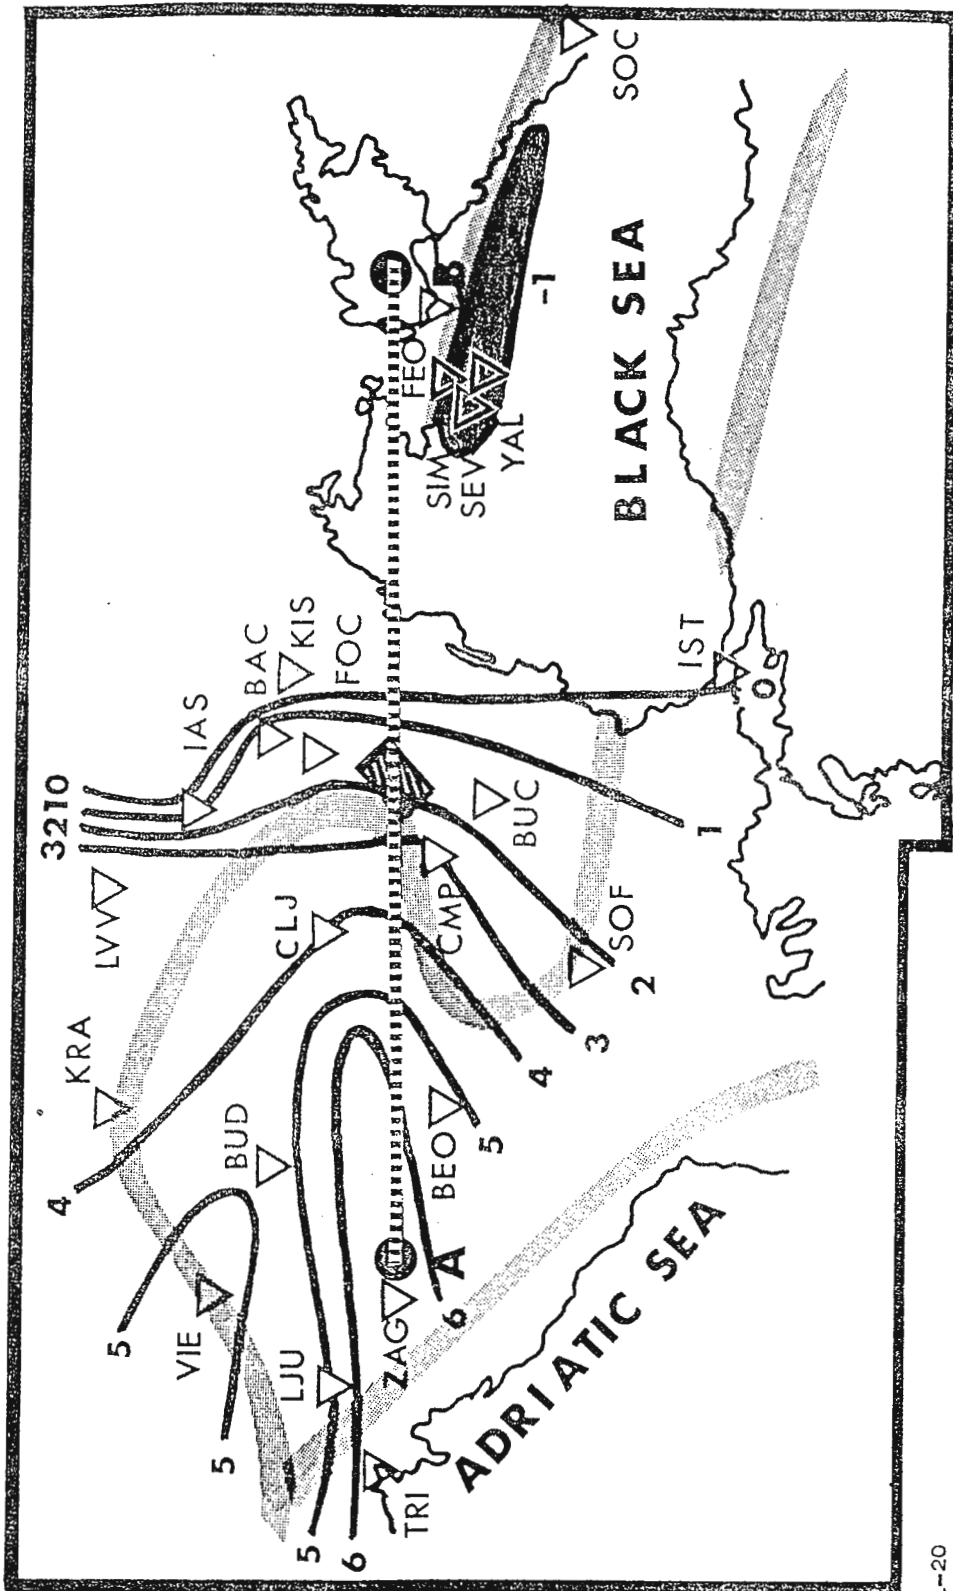 3210
4
5
5
5
6
KRA
LVV
IAS
BAC
KIS
FOC
VIE
BUD
CLJ
LJU
TRI
ZAG
A
6
BEO
5
CMP
4
3
SOF
2
BUC
1
IST
0
FEO
B
SIM
SEV
YAL
-1
SOC
BLACK SEA
ADRIATIC SEA
-20